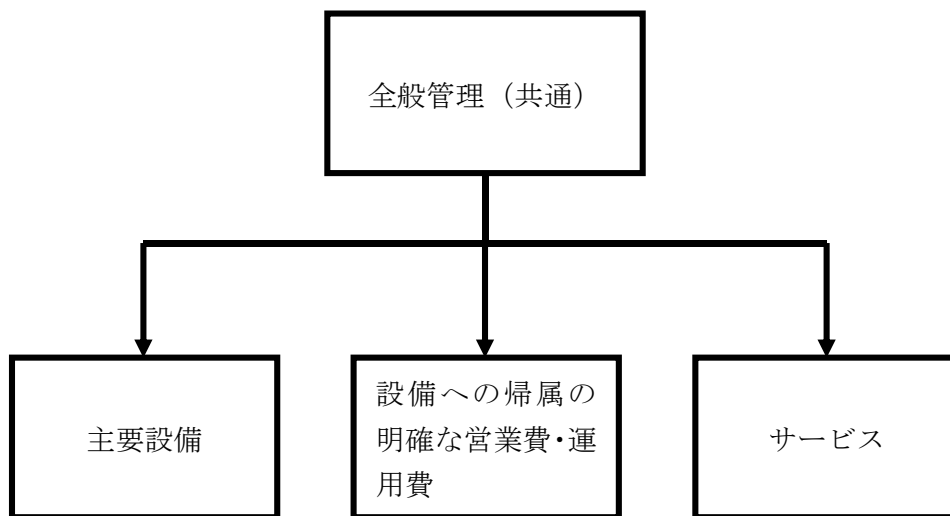 全般管理（共通）
主要設備
設備への帰属の
明確な営業費・運
用費
サービス